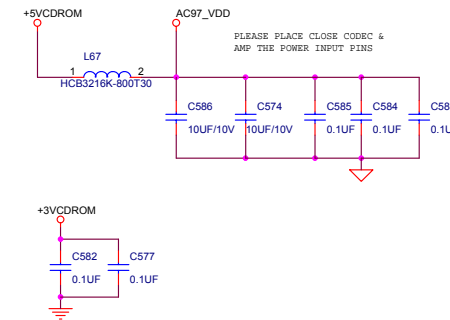 +5VCDROM
AC97_VDD
PLEASE PLACE CLOSE CODEC &
AMP THE POWER INPUT PINS
L67
1 2
HCB3216K-800T30
C586 C574 C585 C584
10UF/10V 10UF/10V 0.1UF 0.1UF
+3VCDROM
C582 C577
0.1UF 0.1UF